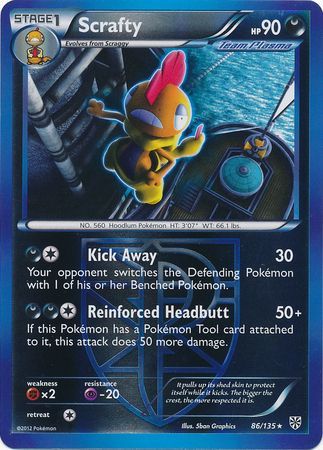 STAGE1
Scrafty
HP 90
Evolves from Scraggy
Team Plasma
NO. 560 Hoodlum Pokémon HT: 3'07" WT: 66.1 lbs.
Kick Away 30
Your opponent switches the Defending Pokémon
with 1 of his or her Benched Pokémon.
Reinforced Headbutt 50+
If this Pokémon has a Pokémon Tool card attached
to it, this attack does 50 more damage.
weakness
×2
resistance
-20
retreat
It pulls up its shed skin to protect
itself while it kicks. The bigger the
crest, the more respected it is.
©2012 Pokémon
Illus. 5ban Graphics
86/135